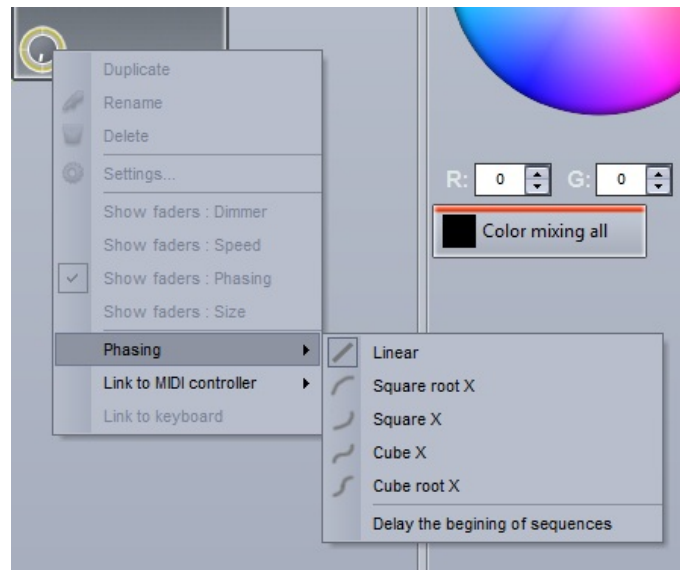 Duplicate
Rename
Delete
Settings...
Show faders : Dimmer
Show faders : Speed
Show faders : Phasing
Show faders : Size
Phasing
Link to MIDI controller
Link to keyboard
R: 0 G: 0
Color mixing all
Linear
Square root X
Square X
Cube X
Cube root X
Delay the begining of sequences